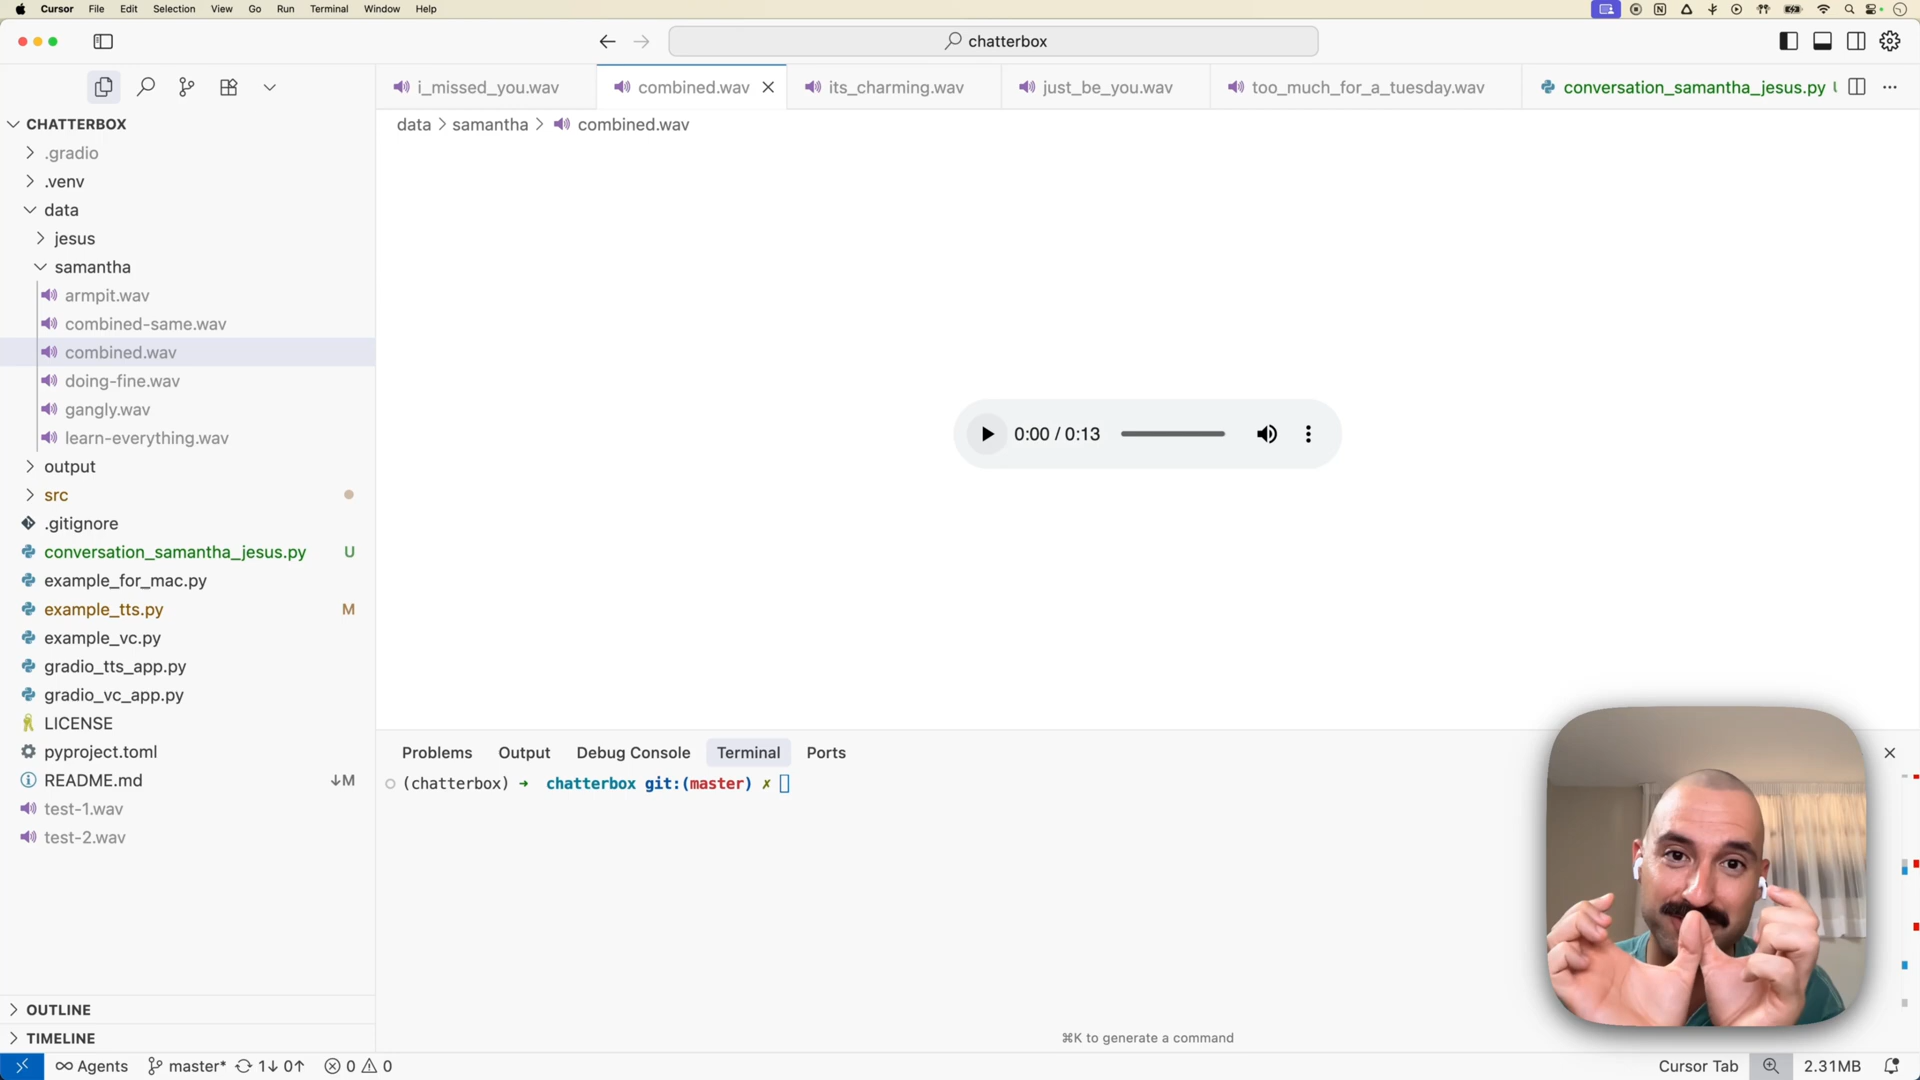 Cursor File Edit Selection View Go Run Terminal Window Help
chatterbox
i_missed_you.wav combined.wav its_charming.wav just_be_you.wav too_much_for_a_tuesday.wav conversation_samantha_jesus.py
data > samantha > combined.wav
CHATTERBOX
.gradio
.venv
data
jesus
samantha
armpit.wav
combined-same.wav
combined.wav
doing-fine.wav
gangly.wav
learn-everything.wav
output
src
.gitignore
conversation_samantha_jesus.py U
example_for_mac.py
example_tts.py M
example_vc.py
gradio_tts_app.py
gradio_vc_app.py
LICENSE
pyproject.toml
README.md ↓M
test-1.wav
test-2.wav
OUTLINE
TIMELINE
0:00 / 0:13
Problems Output Debug Console Terminal Ports
(chatterbox) ➜ chatterbox git:(master) ✗
⌘K to generate a command
Agents master* 1↓ 0↑ 0 0
Cursor Tab 2.31MB